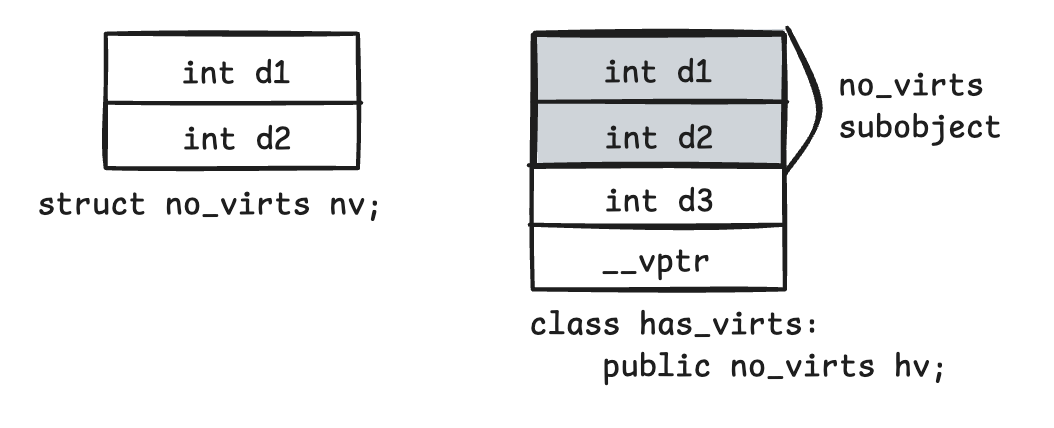 int d1
int d2
struct no_virts nv;
int d1
int d2
int d3
__vptr
no_virts
subobject
class has_virts:
public no_virts hv;